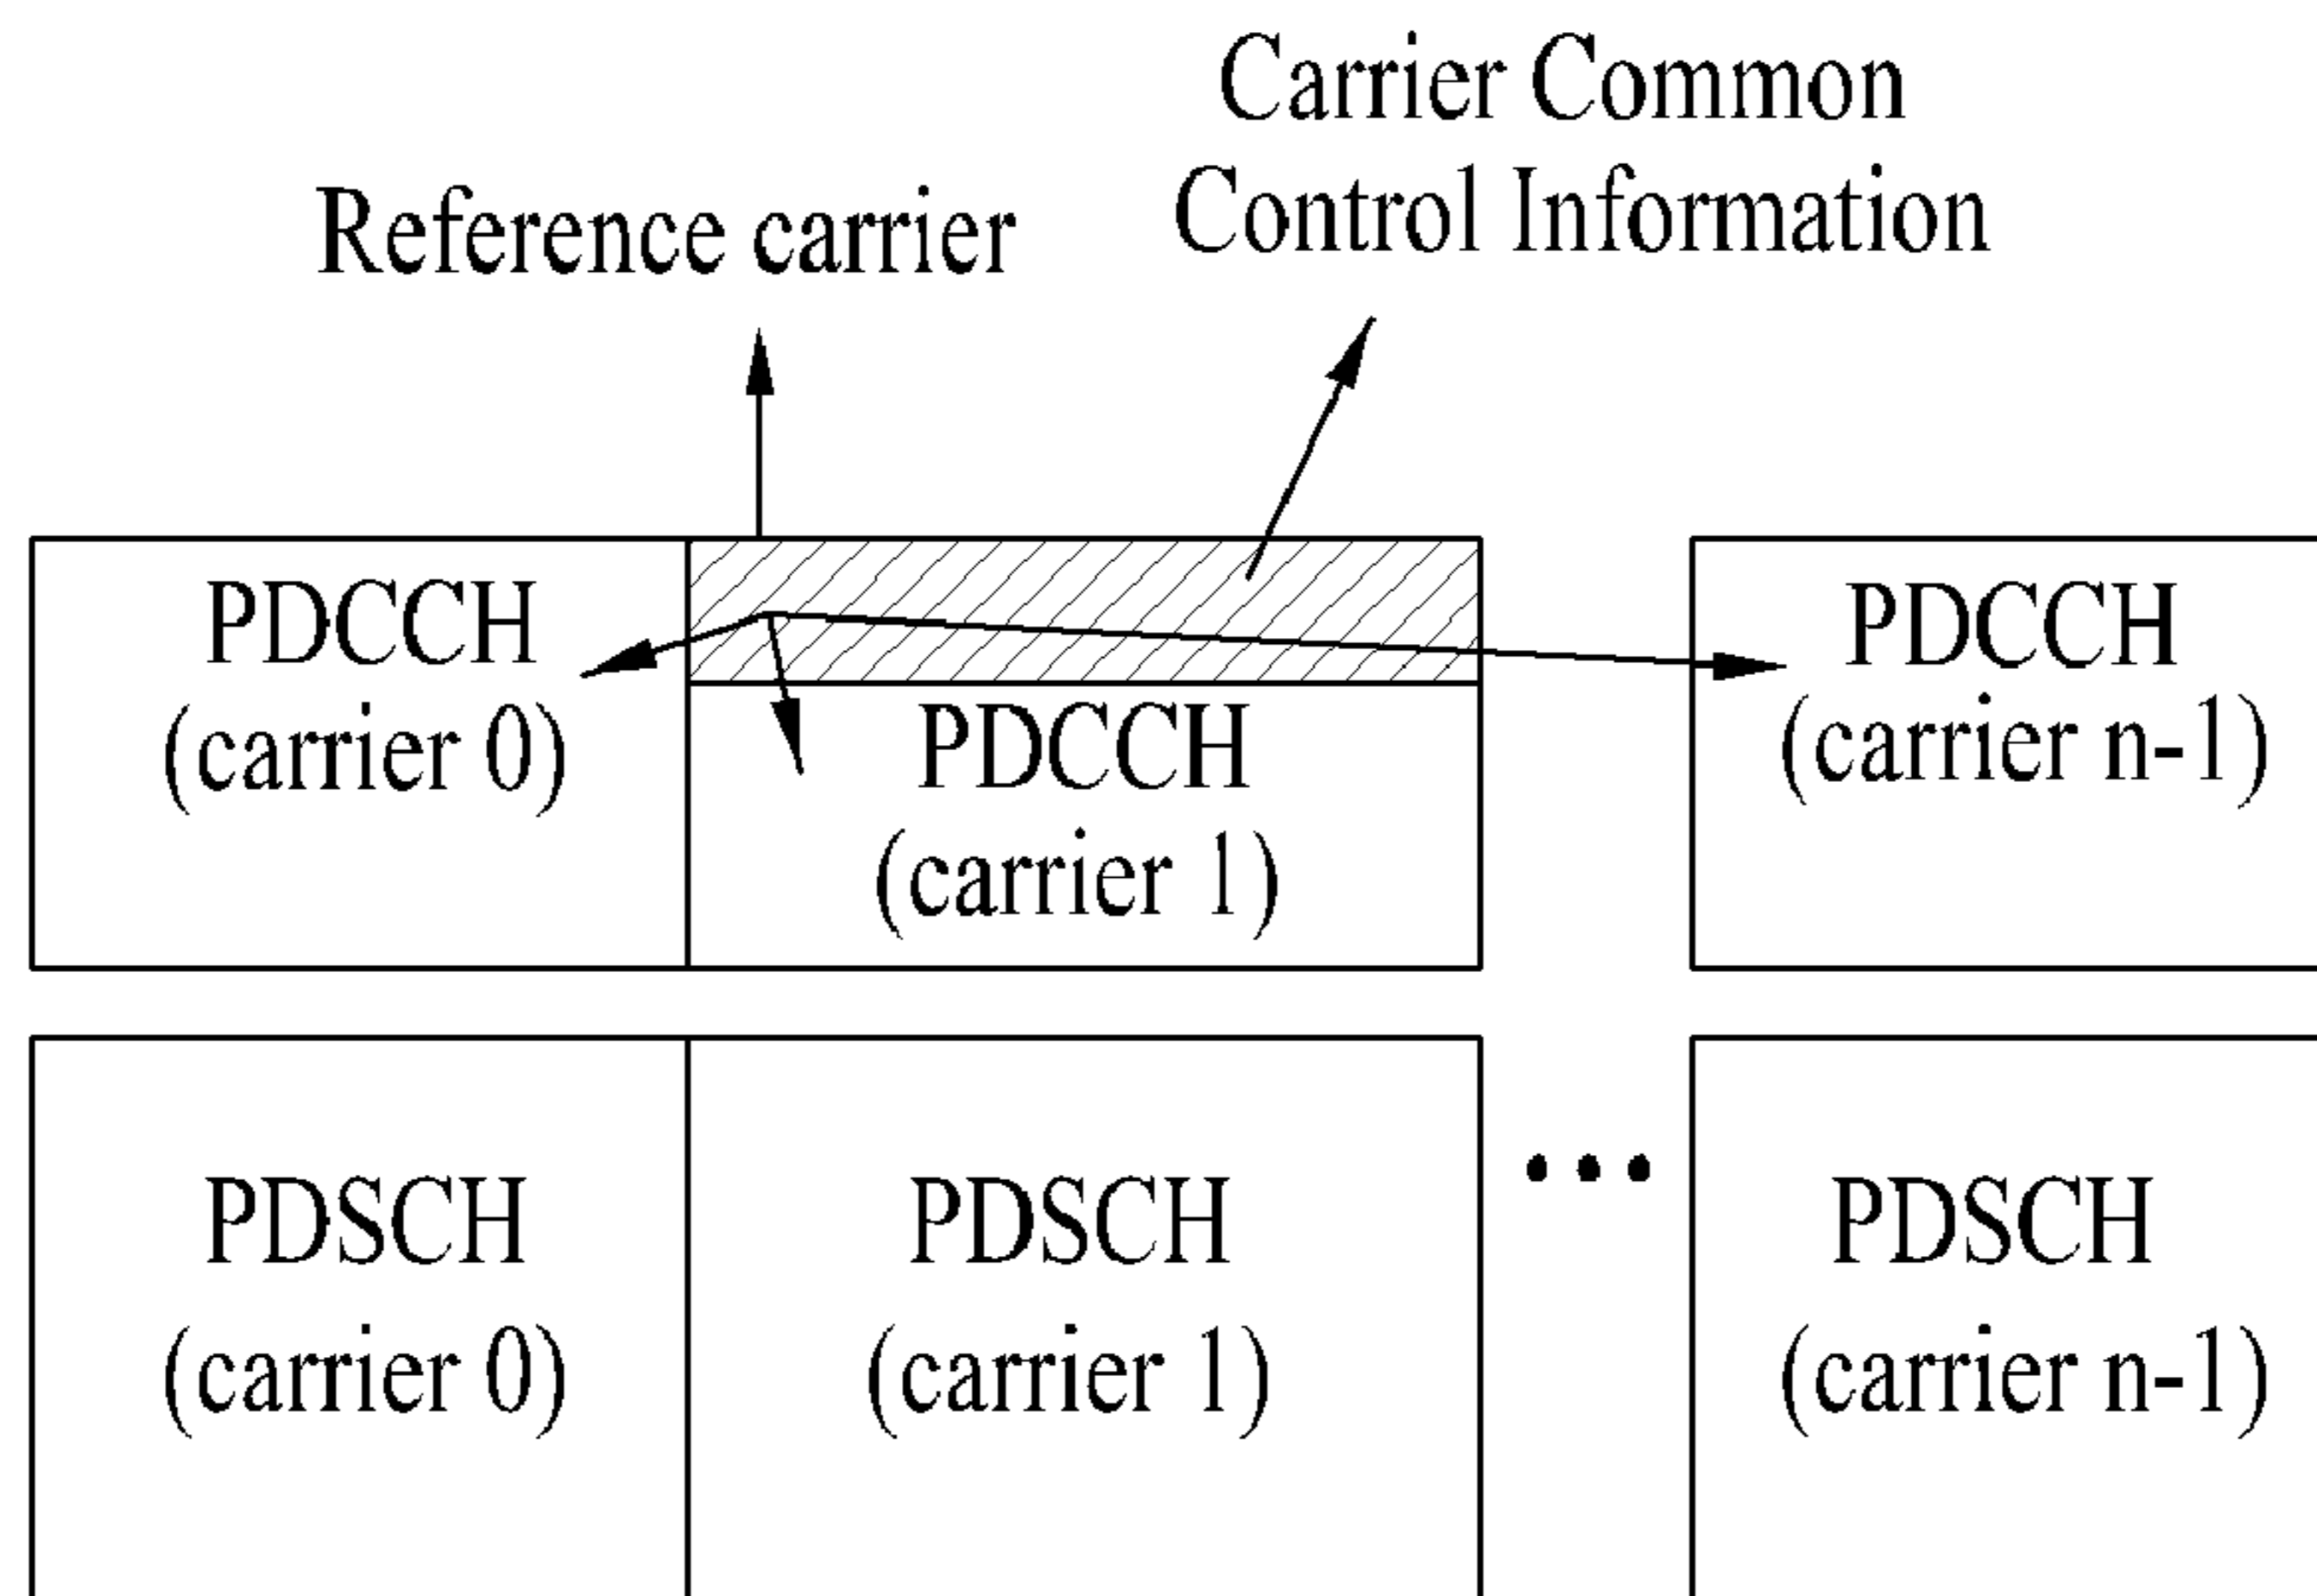 Carrier Common
Control Information
Reference carrier
PDCCH
(carrier 0)
PDCCH
(carrier 1)
PDCCH
(carrier n-1)
PDSCH
(carrier 0)
PDSCH
(carrier 1)
•••
PDSCH
(carrier n-1)